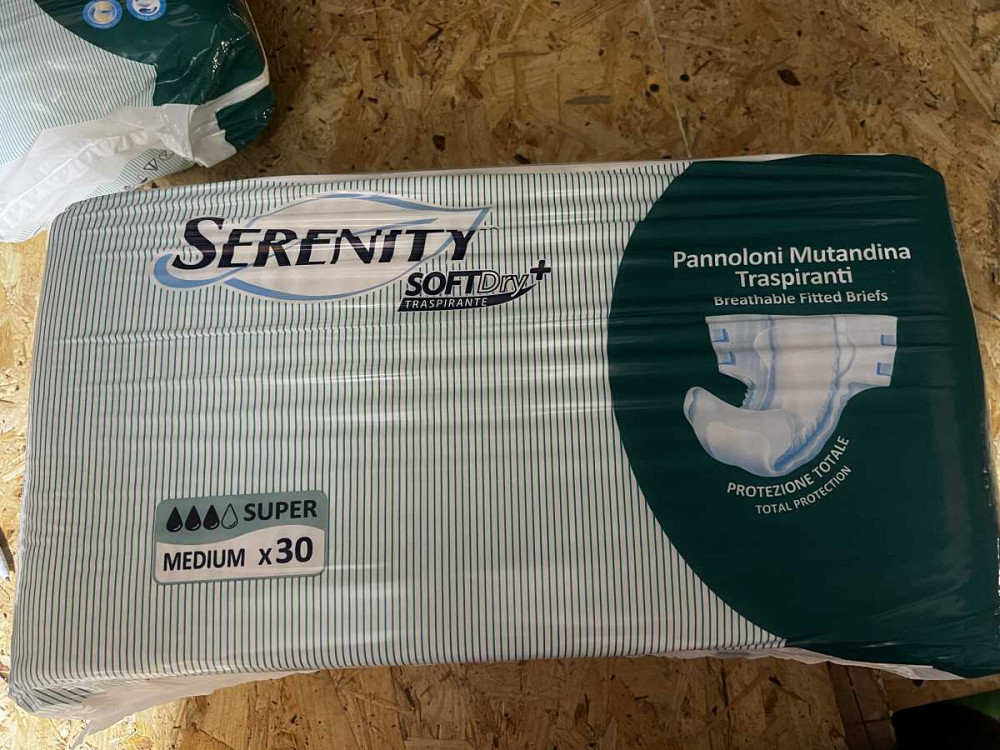 SERENITY
SOFTDry+
TRASPIRANTE
Pannoloni Mutandina
Traspiranti
Breathable Fitted Briefs
PROTEZIONE TOTALE
TOTAL PROTECTION
SUPER
MEDIUM x30